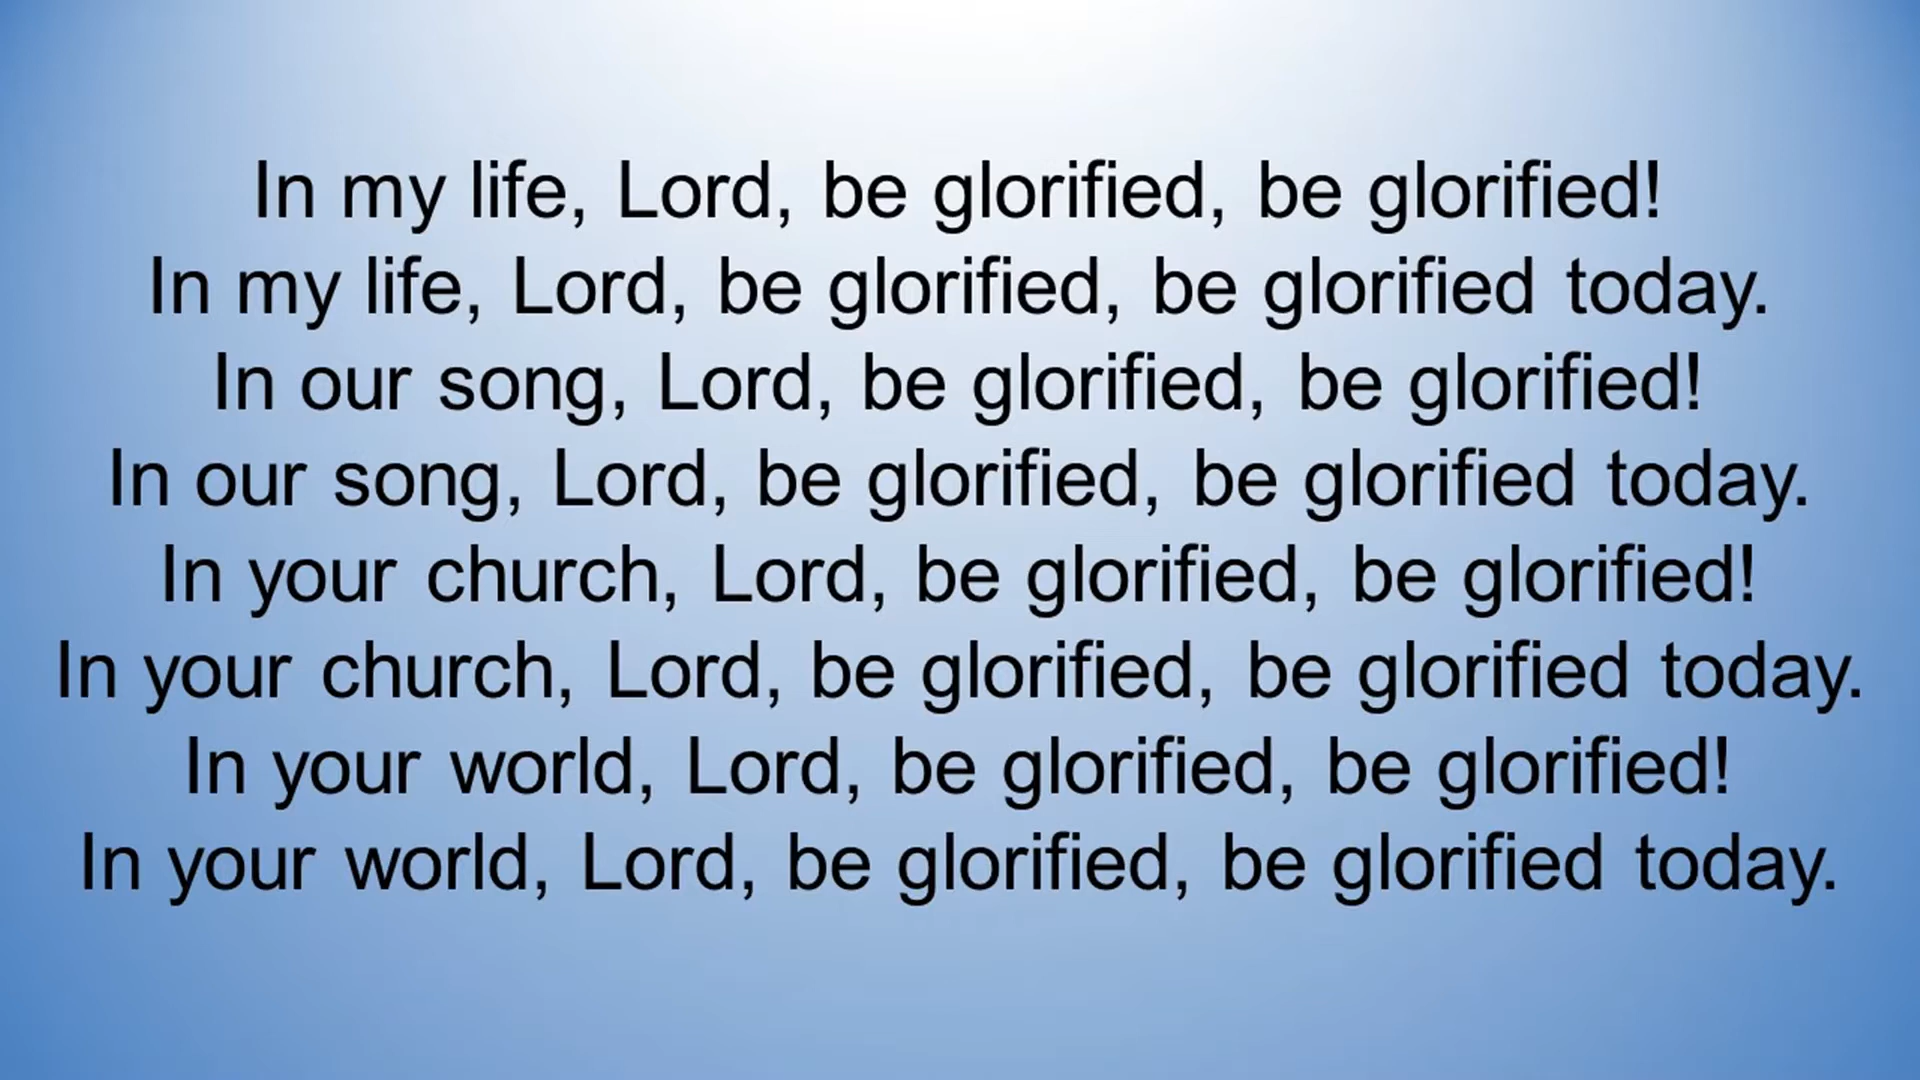 In my life, Lord, be glorified, be glorified!
In my life, Lord, be glorified, be glorified today.
In our song, Lord, be glorified, be glorified!
In our song, Lord, be glorified, be glorified today.
In your church, Lord, be glorified, be glorified!
In your church, Lord, be glorified, be glorified today.
In your world, Lord, be glorified, be glorified!
In your world, Lord, be glorified, be glorified today.